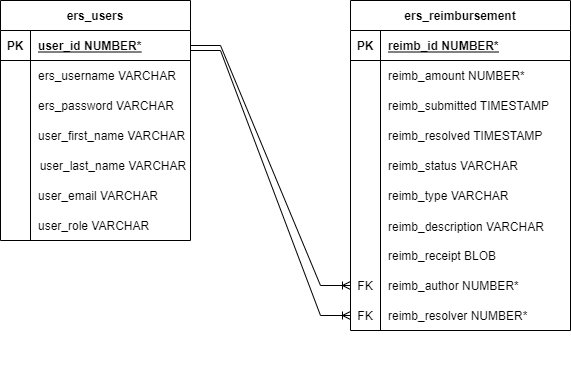 ers_users
PK user_id NUMBER*
ers_username VARCHAR
ers_password VARCHAR
user_first_name VARCHAR
user_last_name VARCHAR
user_email VARCHAR
user_role VARCHAR
ers_reimbursement
PK reimb_id NUMBER*
reimb_amount NUMBER*
reimb_submitted TIMESTAMP
reimb_resolved TIMESTAMP
reimb_status VARCHAR
reimb_type VARCHAR
reimb_description VARCHAR
reimb_receipt BLOB
FK reimb_author NUMBER*
FK reimb_resolver NUMBER*